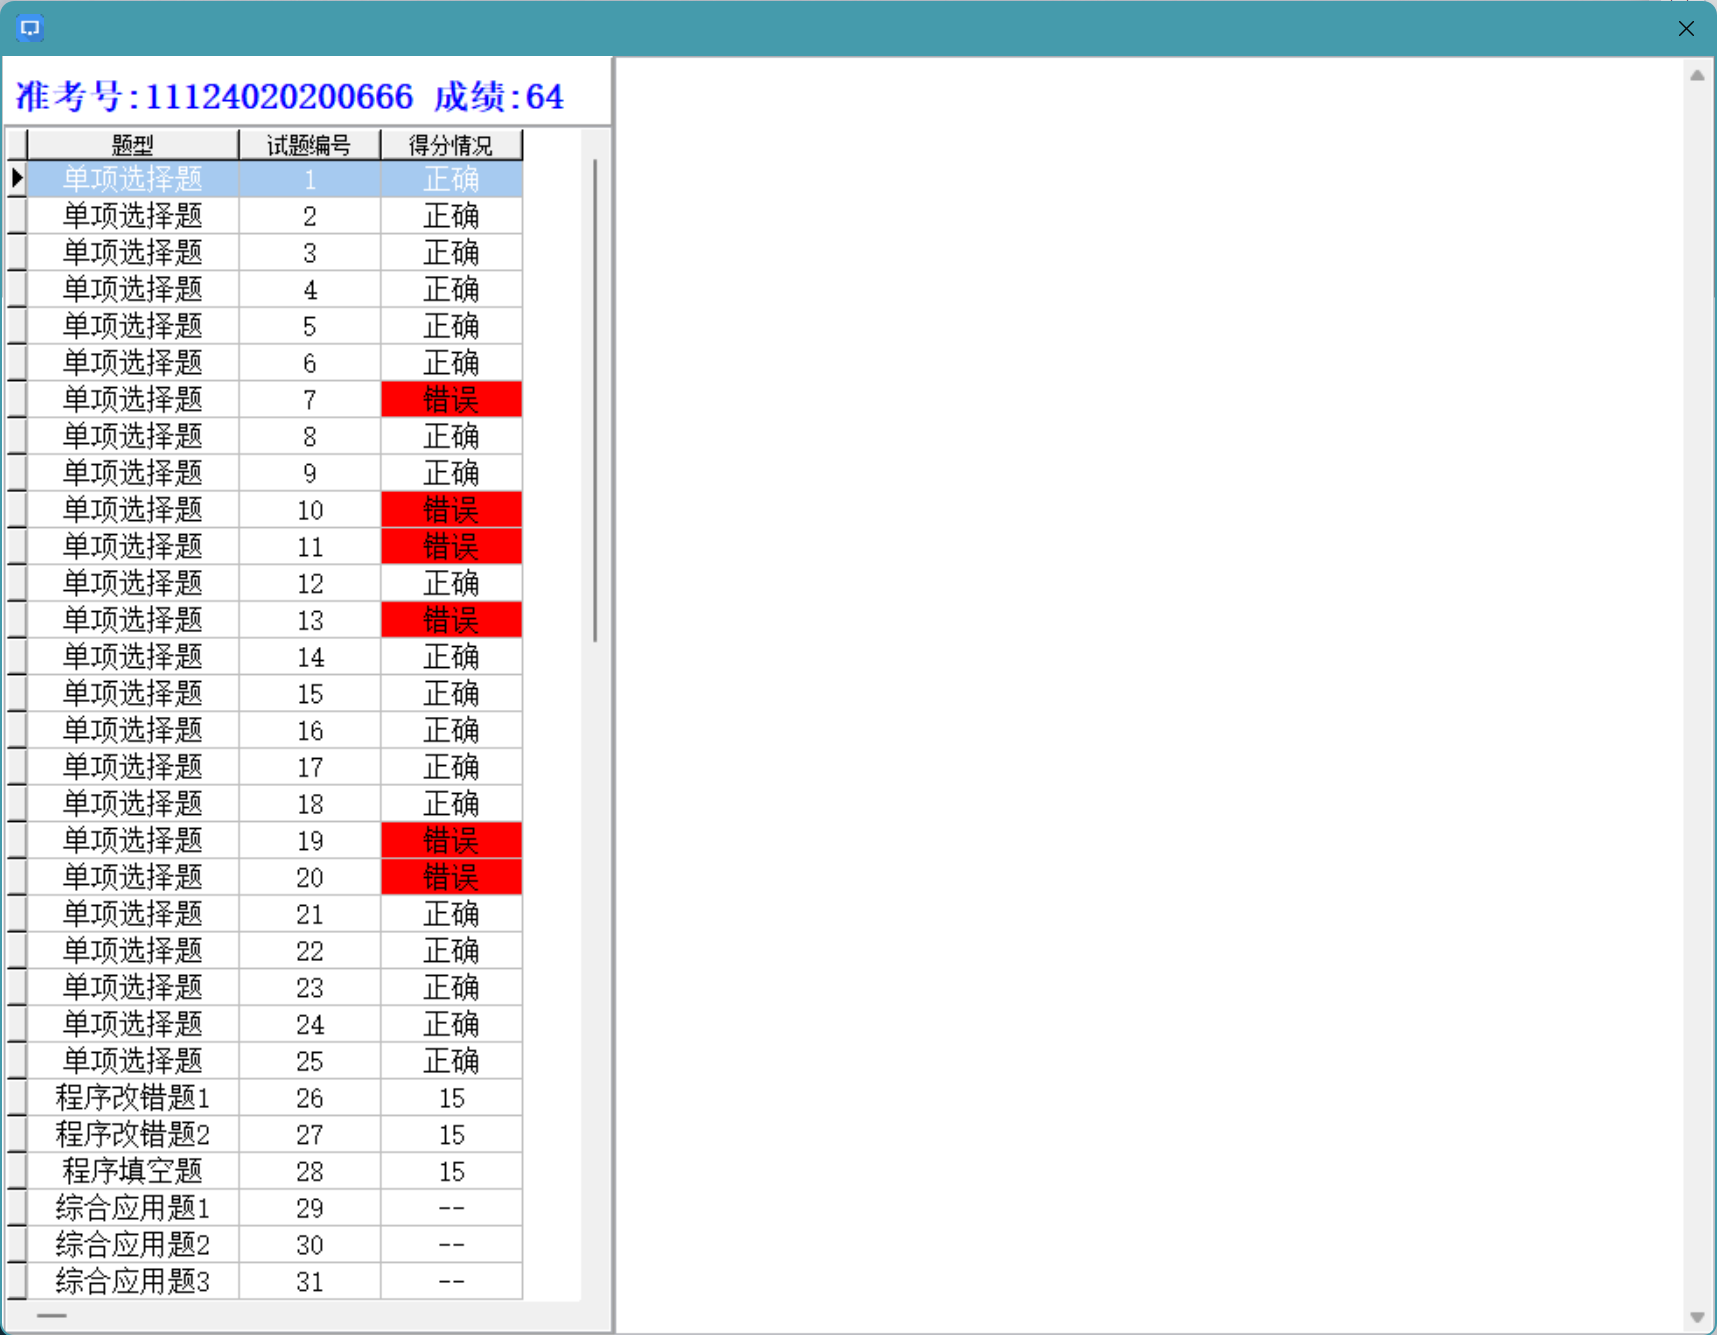 准考号:11124020200666 成绩:64
题型 试题编号 得分情况
单项选择题 1 正确
单项选择题 2 正确
单项选择题 3 正确
单项选择题 4 正确
单项选择题 5 正确
单项选择题 6 正确
单项选择题 7 错误
单项选择题 8 正确
单项选择题 9 正确
单项选择题 10 错误
单项选择题 11 错误
单项选择题 12 正确
单项选择题 13 错误
单项选择题 14 正确
单项选择题 15 正确
单项选择题 16 正确
单项选择题 17 正确
单项选择题 18 正确
单项选择题 19 错误
单项选择题 20 错误
单项选择题 21 正确
单项选择题 22 正确
单项选择题 23 正确
单项选择题 24 正确
单项选择题 25 正确
程序改错题1 26 15
程序改错题2 27 15
程序填空题 28 15
综合应用题1 29 --
综合应用题2 30 --
综合应用题3 31 --